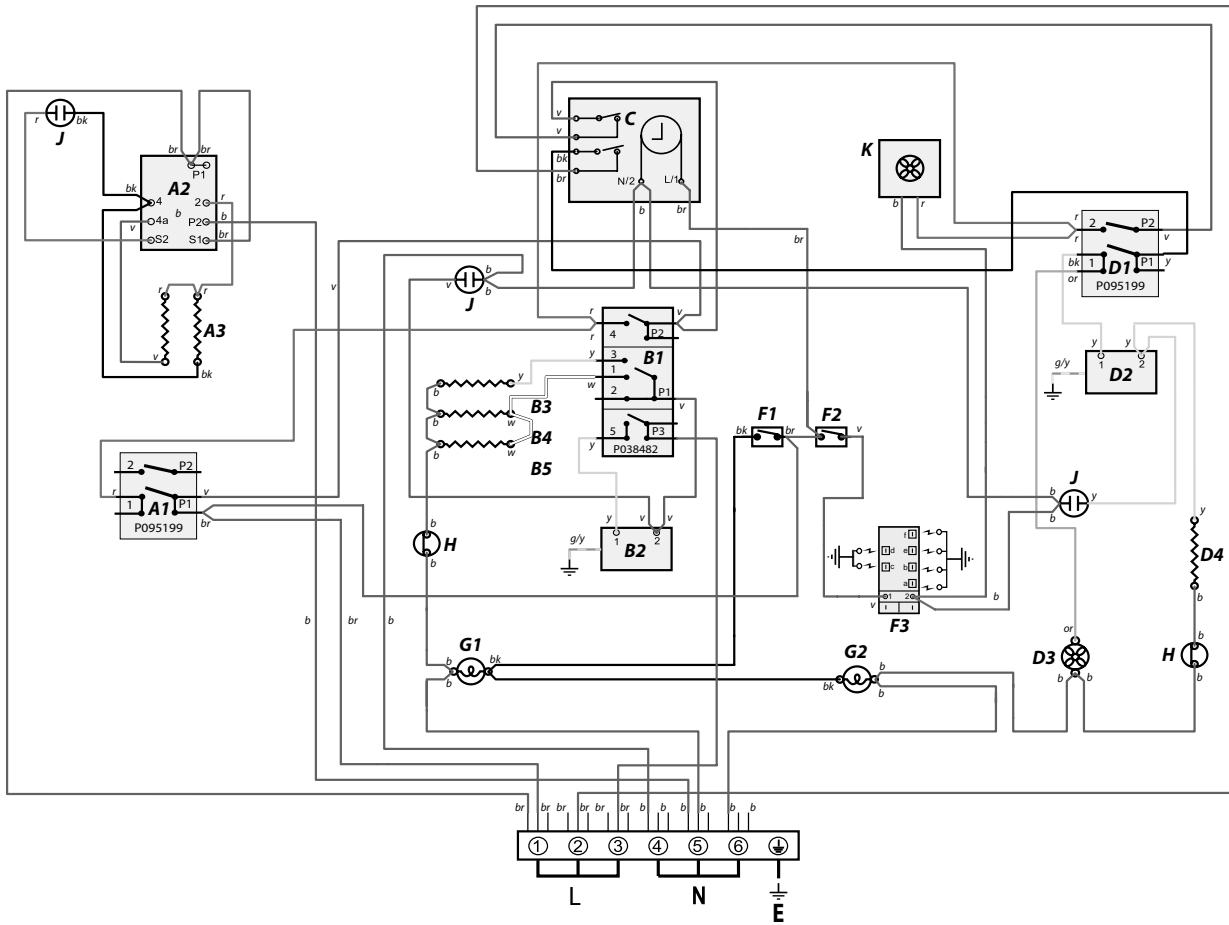 r
J
bk
br
br
P1
A2
bk
4
b
2
r
4a
P2
b
v
S2
S1
br
r
r
A3
v
bk
v
C
v
bk
br
N/2
L/1
b
br
br
K
b
r
r
2
P2
r
v
bk
1
D1
P1
y
or
P095199
v
J
b
b
v
r
v
4
P2
r
y
3
B1
1
w
2
P1
v
5
P3
y
P038482
b
y
B3
b
w
B4
b
w
B5
y
y
g/y
1
2
D2
bk
F1
br
F2
v
2
P2
r
v
1
A1
P1
br
P095199
b
H
b
y
v
v
g/y
1
2
B2
J
b
y
b
f
d
e
c
b
a
1
2
v
b
F3
y
D4
b
b
br
b
G1
b
bk
b
G2
b
bk
b
or
D3
b
b
b
H
b
br
br
br
br
br
br
b
b
b
b
b
b
1
2
3
4
5
6
L
N
E